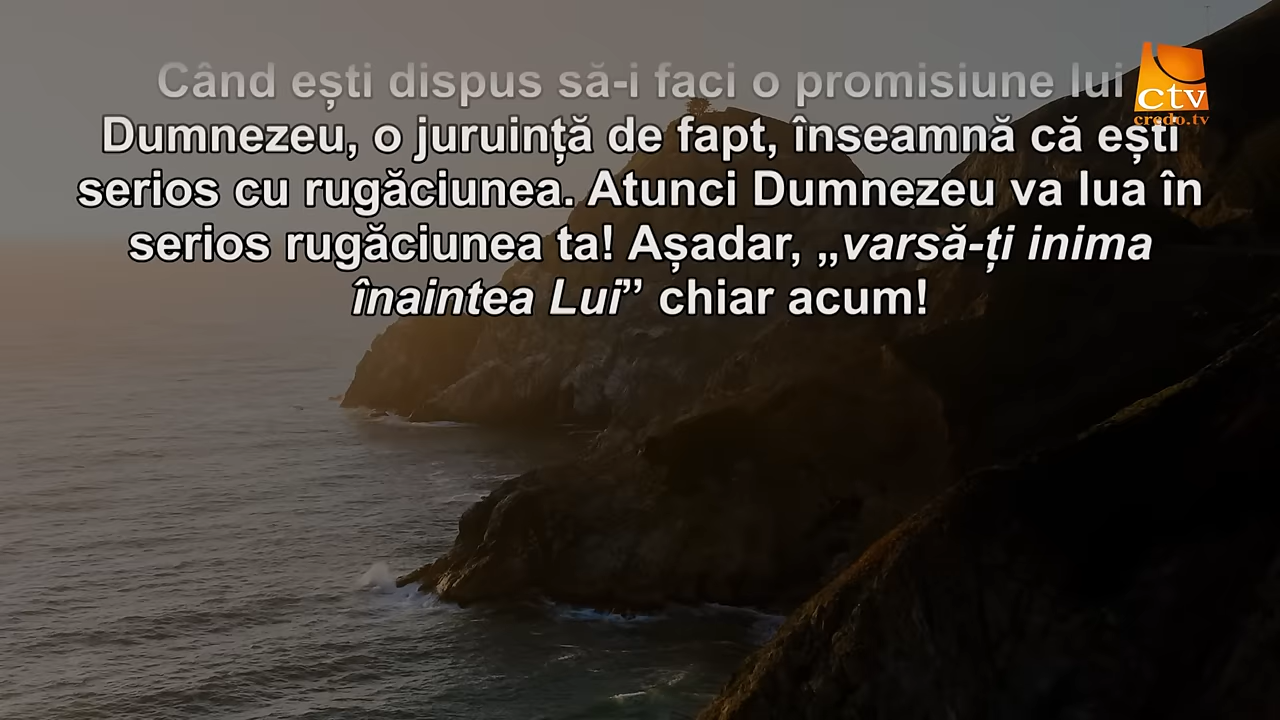 Când ești dispus să-i faci o promisiune lui
Dumnezeu, o juruință de fapt, înseamnă că ești
serios cu rugăciunea. Atunci Dumnezeu va lua în
serios rugăciunea ta! Așadar, „varsă-ți inima
înaintea Lui” chiar acum!
ctv
credo.tv